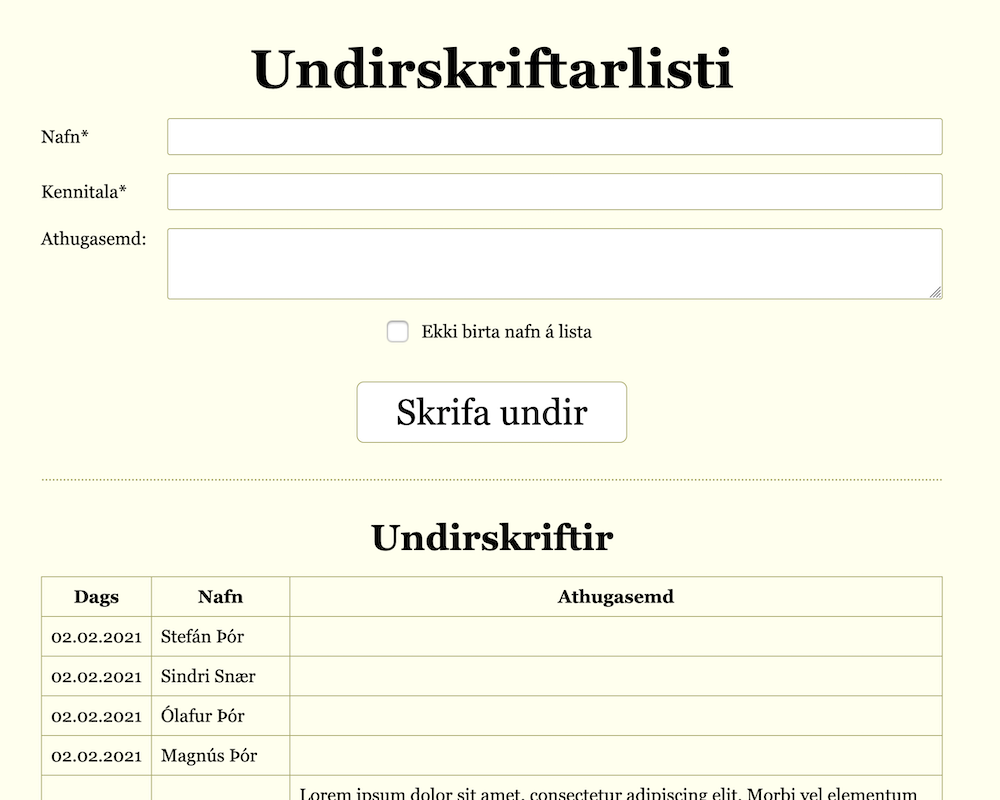 Undirskriftarlisti
Nafn*
Kennitala*
Athugasemd:
Ekki birta nafn á lista
Skrifa undir
Undirskriftir
Dags Nafn Athugasemd
02.02.2021 Stefán Þór
02.02.2021 Sindri Snær
02.02.2021 Ólafur Þór
02.02.2021 Magnús Þór
Lorem ipsum dolor sit amet, consectetur adipiscing elit. Morbi vel elementum